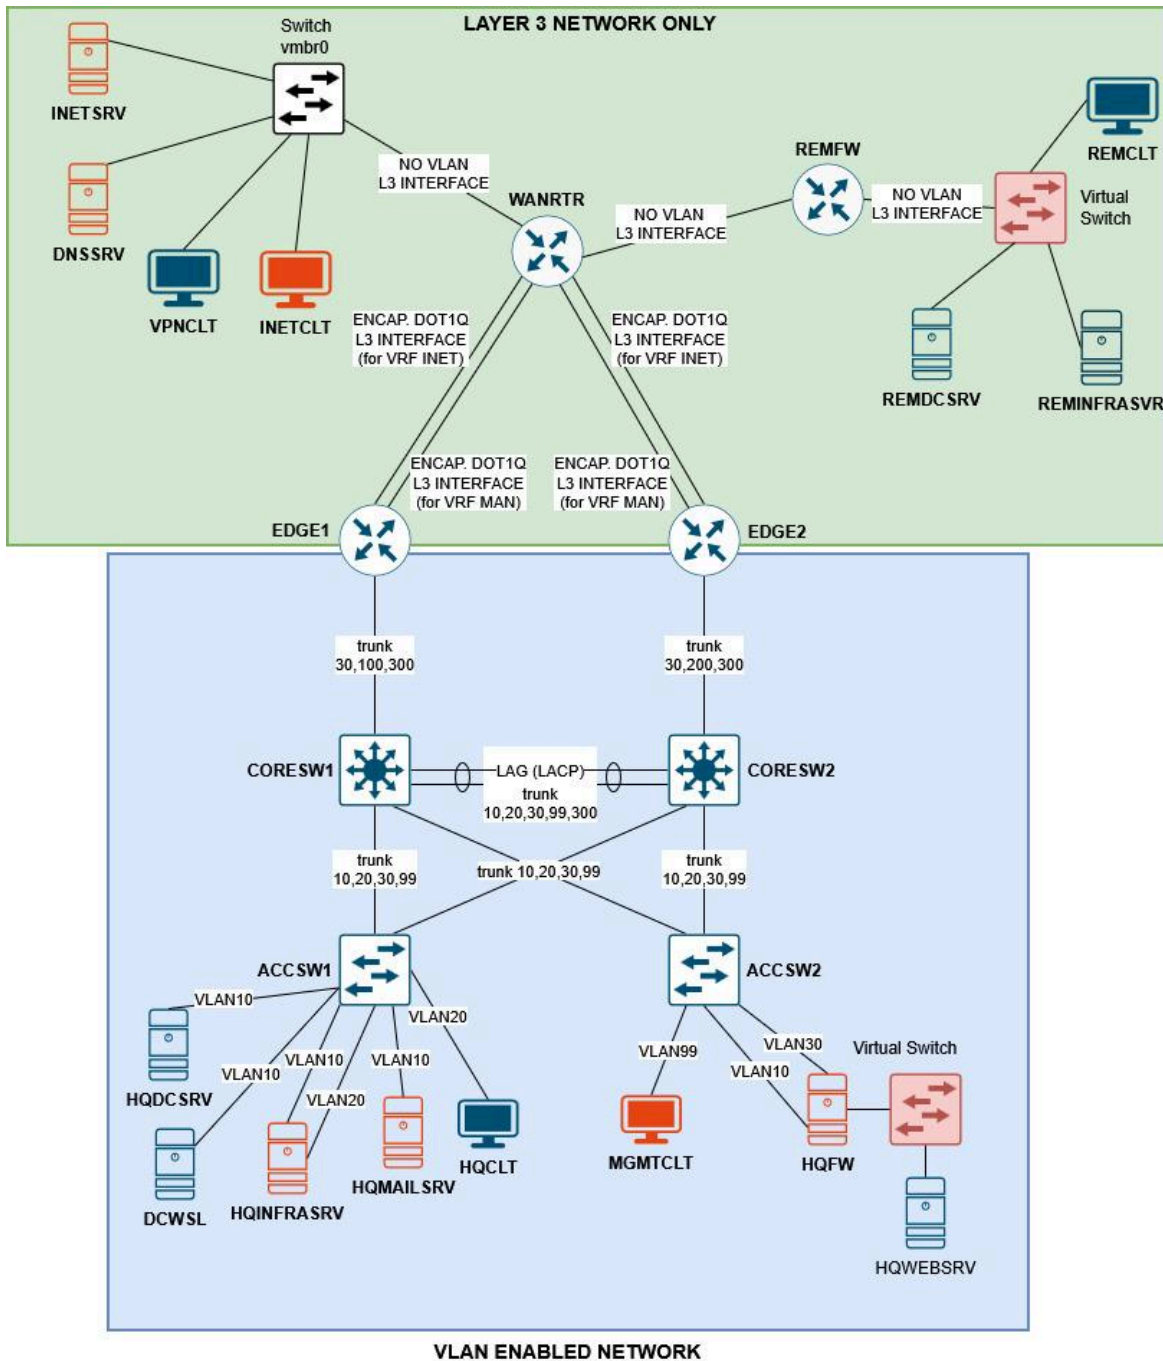 LAYER 3 NETWORK ONLY
Switch
vmbr0
INETSRV
REMCLT
REMFW
NO VLAN
L3 INTERFACE
NO VLAN
L3 INTERFACE
Virtual
Switch
WANRTR
NO VLAN
L3 INTERFACE
DNSSRV
VPNCLT
INETCLT
ENCAP. DOT1Q
L3 INTERFACE
(for VRF INET)
ENCAP. DOT1Q
L3 INTERFACE
(for VRF INET)
REMDCSRV
REMINFRASVR
ENCAP. DOT1Q
L3 INTERFACE
(for VRF MAN)
ENCAP. DOT1Q
L3 INTERFACE
(for VRF MAN)
EDGE1
EDGE2
trunk
30,100,300
trunk
30,200,300
CORESW1
LAG (LACP)
trunk
10,20,30,99,300
CORESW2
trunk
10,20,30,99
trunk 10,20,30,99
trunk
10,20,30,99
ACCSW1
ACCSW2
VLAN10
VLAN20
VLAN10
VLAN10
VLAN10
VLAN20
VLAN99
VLAN30
VLAN10
Virtual Switch
HQDCSRV
DCWSL
HQINFRASRV
HQMAILSRV
HQCLT
MGMTCLT
HQFW
HQWEBSRV
VLAN ENABLED NETWORK